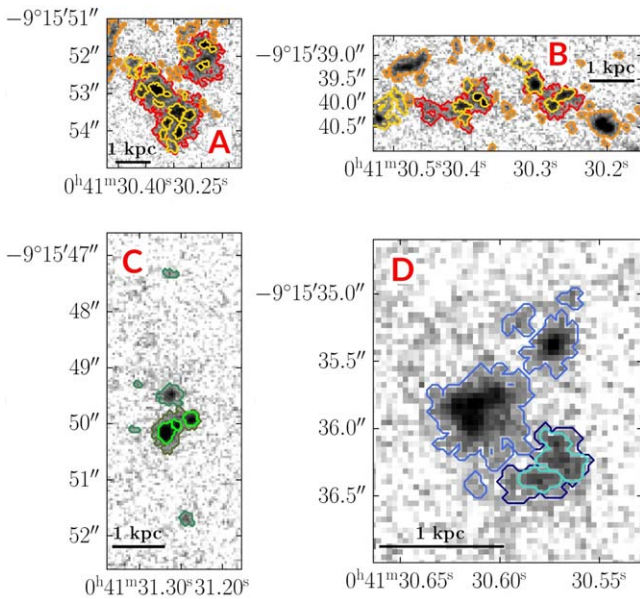 −9°15′51″
52″
53″
54″
A
1 kpc
0ʰ41ᵐ30.40ˢ30.25ˢ
−9°15′39.0″
39.5″
40.0″
40.5″
B
1 kpc
0ʰ41ᵐ30.5ˢ30.4ˢ 30.3ˢ 30.2ˢ
−9°15′47″
48″
49″
50″
51″
52″
C
1 kpc
0ʰ41ᵐ31.30ˢ31.20ˢ
−9°15′35.0″
35.5″
36.0″
36.5″
D
1 kpc
0ʰ41ᵐ30.65ˢ 30.60ˢ 30.55ˢ